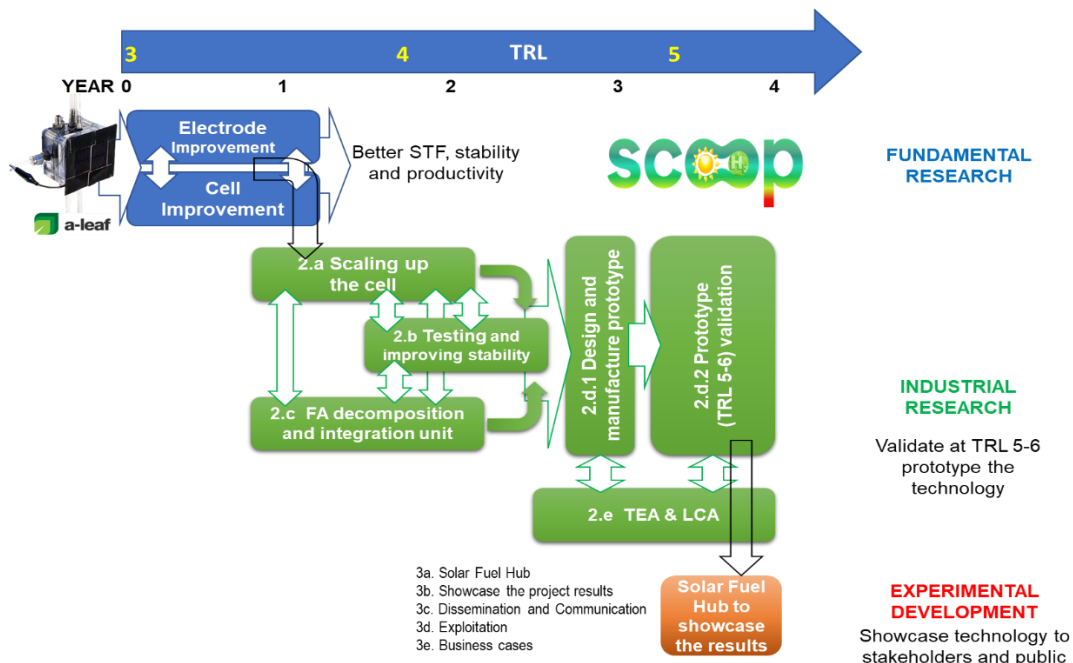 3 4 TRL 5
YEAR 0 1 2 3 4
Electrode
Improvement
Cell
Improvement
a-leaf
Better STF, stability
and productivity
scoop
H
FUNDAMENTAL
RESEARCH
2.a Scaling up
the cell
2.b Testing and
improving stability
2.c FA decomposition
and integration unit
2.d.1 Design and
manufacture prototype
2.d.2 Prototype
(TRL 5-6) validation
2.e TEA & LCA
INDUSTRIAL
RESEARCH
Validate at TRL 5-6
prototype the
technology
3a. Solar Fuel Hub
3b. Showcase the project results
3c. Dissemination and Communication
3d. Exploitation
3e. Business cases
Solar Fuel
Hub to
showcase
the results
EXPERIMENTAL
DEVELOPMENT
Showcase technology to
stakeholders and public